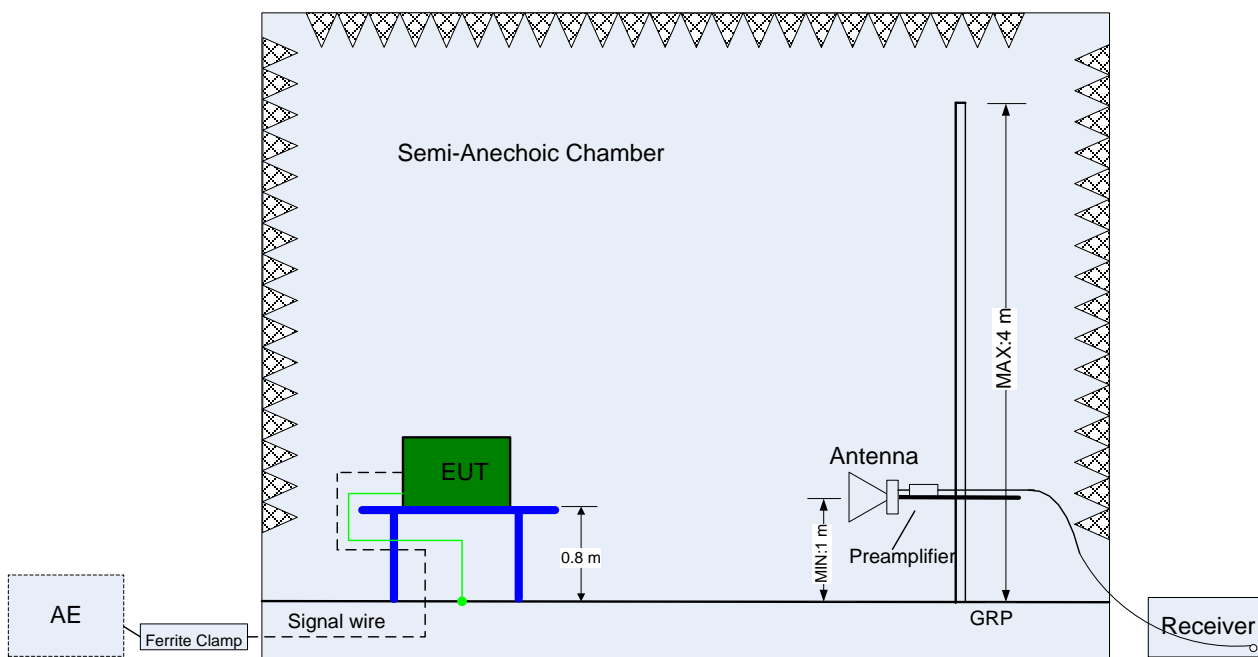 Semi-Anechoic Chamber
MAX:4 m
EUT
Antenna
0.8 m
MIN:1 m
Preamplifier
AE
Ferrite Clamp
Signal wire
GRP
Receiver